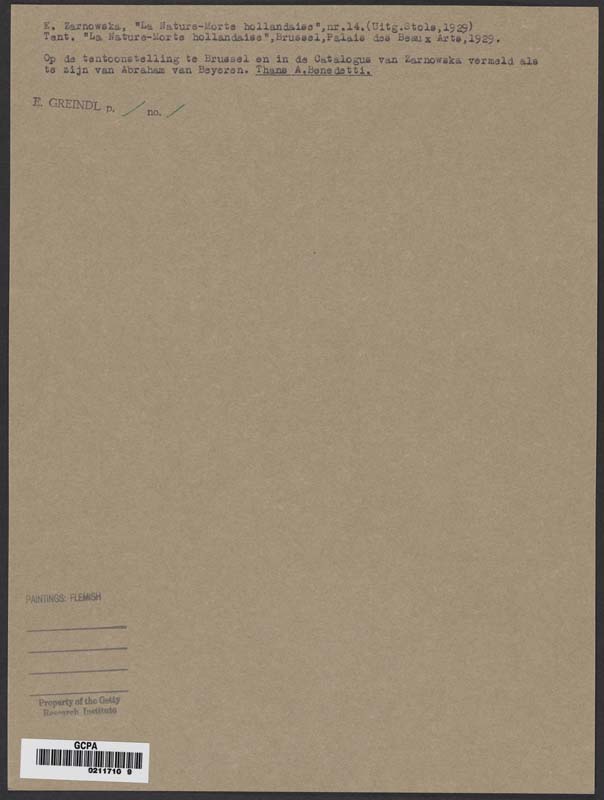 E. Zarnowska, "La Nature-Morte hollandaise",nr.14.(Uitg.Stols,1929)
Tent. "La Nature-Morte hollandaise",Brussel,Palais des Beaux Arts,1929.
Op de tentoonstelling te Brussel en in de Catalogus van Zarnowska vermeld als
te zijn van Abraham van Beyeren. Thans A.Benedetti.
E. GREINDL p. / no. /
PAINTINGS: FLEMISH
Property of the Getty
Research Institute
GCPA
0211710 9